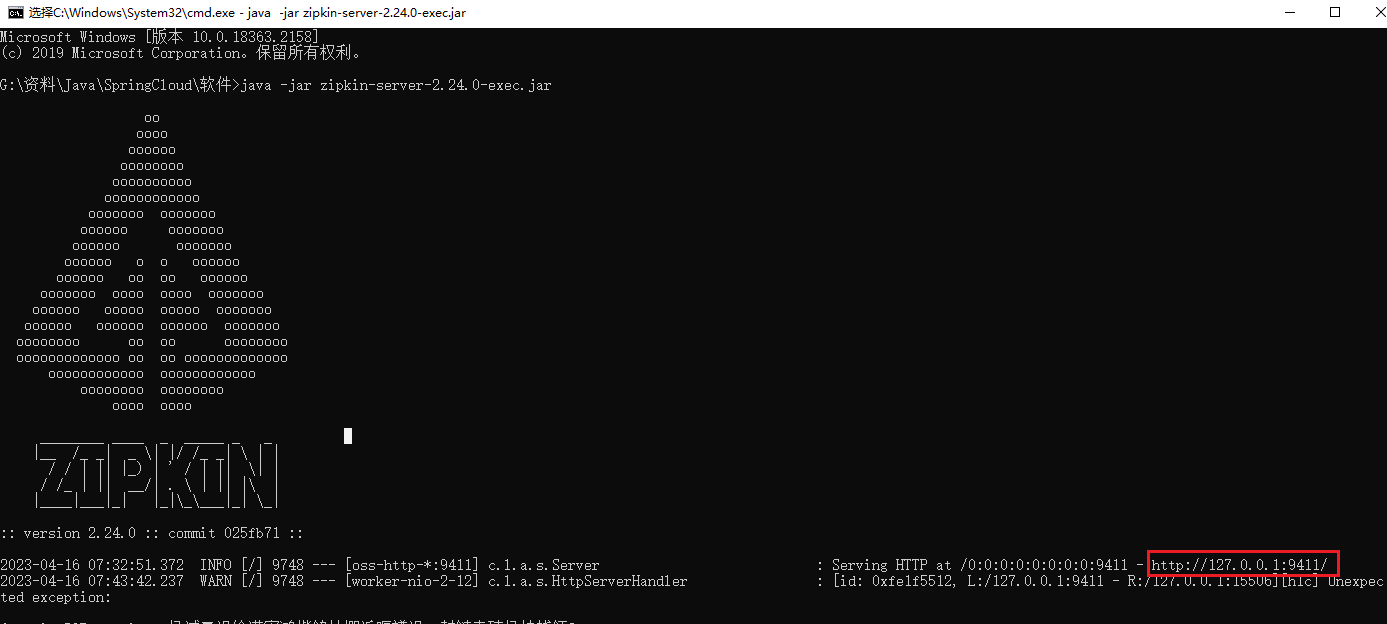 选择C:\Windows\System32\cmd.exe - java  -jar zipkin-server-2.24.0-exec.jar
Microsoft Windows [版本 10.0.18363.2158]
(c) 2019 Microsoft Corporation。保留所有权利。
G:\资料\Java\SpringCloud\软件>java -jar zipkin-server-2.24.0-exec.jar
oo
oooo
oooooo
oooooooo
oooooooooo
oooooooooooo
ooooooo  ooooooo
oooooo     ooooooo
oooooo       ooooooo
oooooo   o  o   oooooo
oooooo   oo  oo   oooooo
ooooooo  oooo  oooo  ooooooo
oooooo   ooooo  ooooo  ooooooo
oooooo   oooooo  oooooo  ooooooo
oooooooo      oo  oo      oooooooo
ooooooooooooo oo  oo ooooooooooooo
oooooooooooo  oooooooooooo
oooooooo  oooooooo
oooo  oooo
ZIPKIN
:: version 2.24.0 :: commit 025fb71 ::
2023-04-16 07:32:51.372  INFO [/] 9748 --- [oss-http-*:9411] c.l.a.s.Server                           : Serving HTTP at /0:0:0:0:0:0:0:0:9411 - http://127.0.0.1:9411/
2023-04-16 07:43:42.237  WARN [/] 9748 --- [worker-nio-2-12] c.l.a.s.HttpServerHandler                : [id: 0xfe1f5512, L:/127.0.0.1:9411 - R:/127.0.0.1:15506][h1c] Unexpec
ted exception: